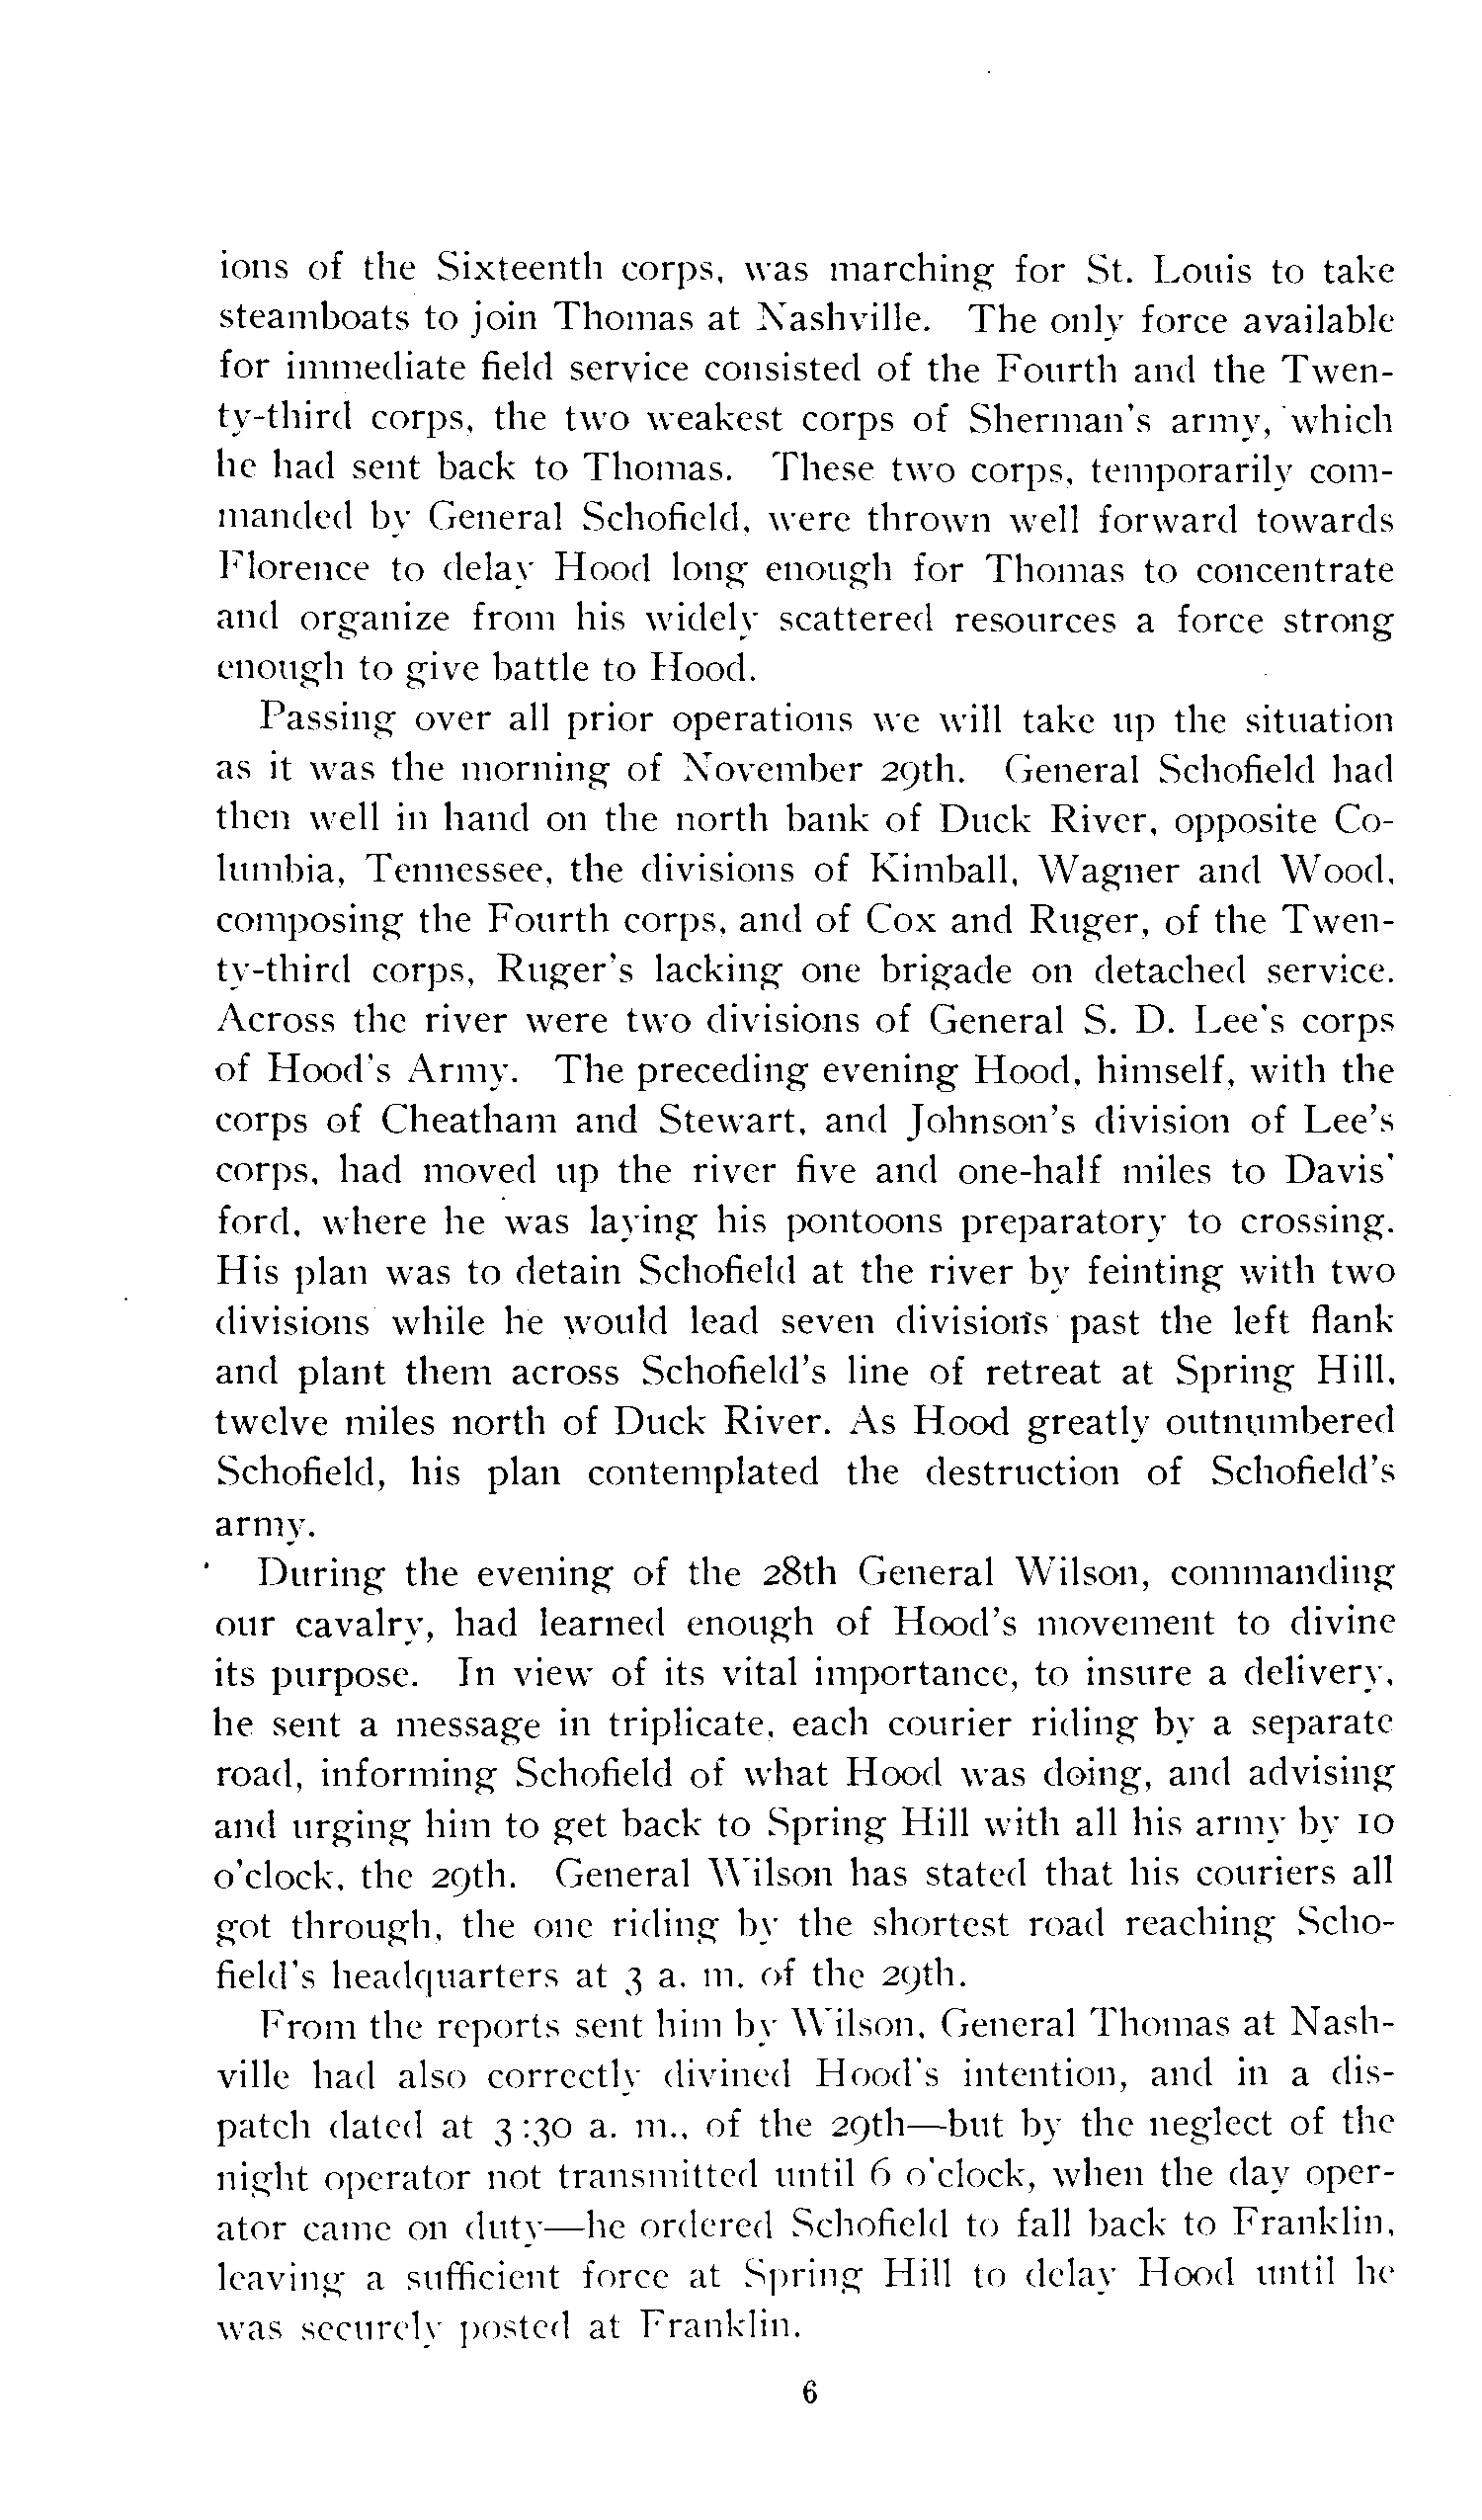 ions of the Sixteenth corps, was marching for St. Louis to take
steamboats to join Thomas at Nashville. The only force available
for immediate field service consisted of the Fourth and the Twen-
ty-third corps, the two weakest corps of Sherman's army, which
he had sent back to Thomas. These two corps, temporarily com-
manded by General Schofield, were thrown well forward towards
Florence to delay Hood long enough for Thomas to concentrate
and organize from his widely scattered resources a force strong
enough to give battle to Hood.
Passing over all prior operations we will take up the situation
as it was the morning of November 29th. General Schofield had
then well in hand on the north bank of Duck River, opposite Co-
lumbia, Tennessee, the divisions of Kimball, Wagner and Wood,
composing the Fourth corps, and of Cox and Ruger, of the Twen-
ty-third corps, Ruger's lacking one brigade on detached service.
Across the river were two divisions of General S. D. Lee's corps
of Hood's Army. The preceding evening Hood, himself, with the
corps of Cheatham and Stewart, and Johnson's division of Lee's
corps, had moved up the river five and one-half miles to Davis'
ford, where he was laying his pontoons preparatory to crossing.
His plan was to detain Schofield at the river by feinting with two
divisions while he would lead seven divisions past the left flank
and plant them across Schofield's line of retreat at Spring Hill,
twelve miles north of Duck River. As Hood greatly outnumbered
Schofield, his plan contemplated the destruction of Schofield's
army.
During the evening of the 28th General Wilson, commanding
our cavalry, had learned enough of Hood's movement to divine
its purpose. In view of its vital importance, to insure a delivery,
he sent a message in triplicate, each courier riding by a separate
road, informing Schofield of what Hood was doing, and advising
and urging him to get back to Spring Hill with all his army by 10
o'clock, the 29th. General Wilson has stated that his couriers all
got through, the one riding by the shortest road reaching Scho-
field's headquarters at 3 a. m. of the 29th.
From the reports sent him by Wilson, General Thomas at Nash-
ville had also correctly divined Hood's intention, and in a dis-
patch dated at 3:30 a. m., of the 29th—but by the neglect of the
night operator not transmitted until 6 o'clock, when the day oper-
ator came on duty—he ordered Schofield to fall back to Franklin,
leaving a sufficient force at Spring Hill to delay Hood until he
was securely posted at Franklin.
6